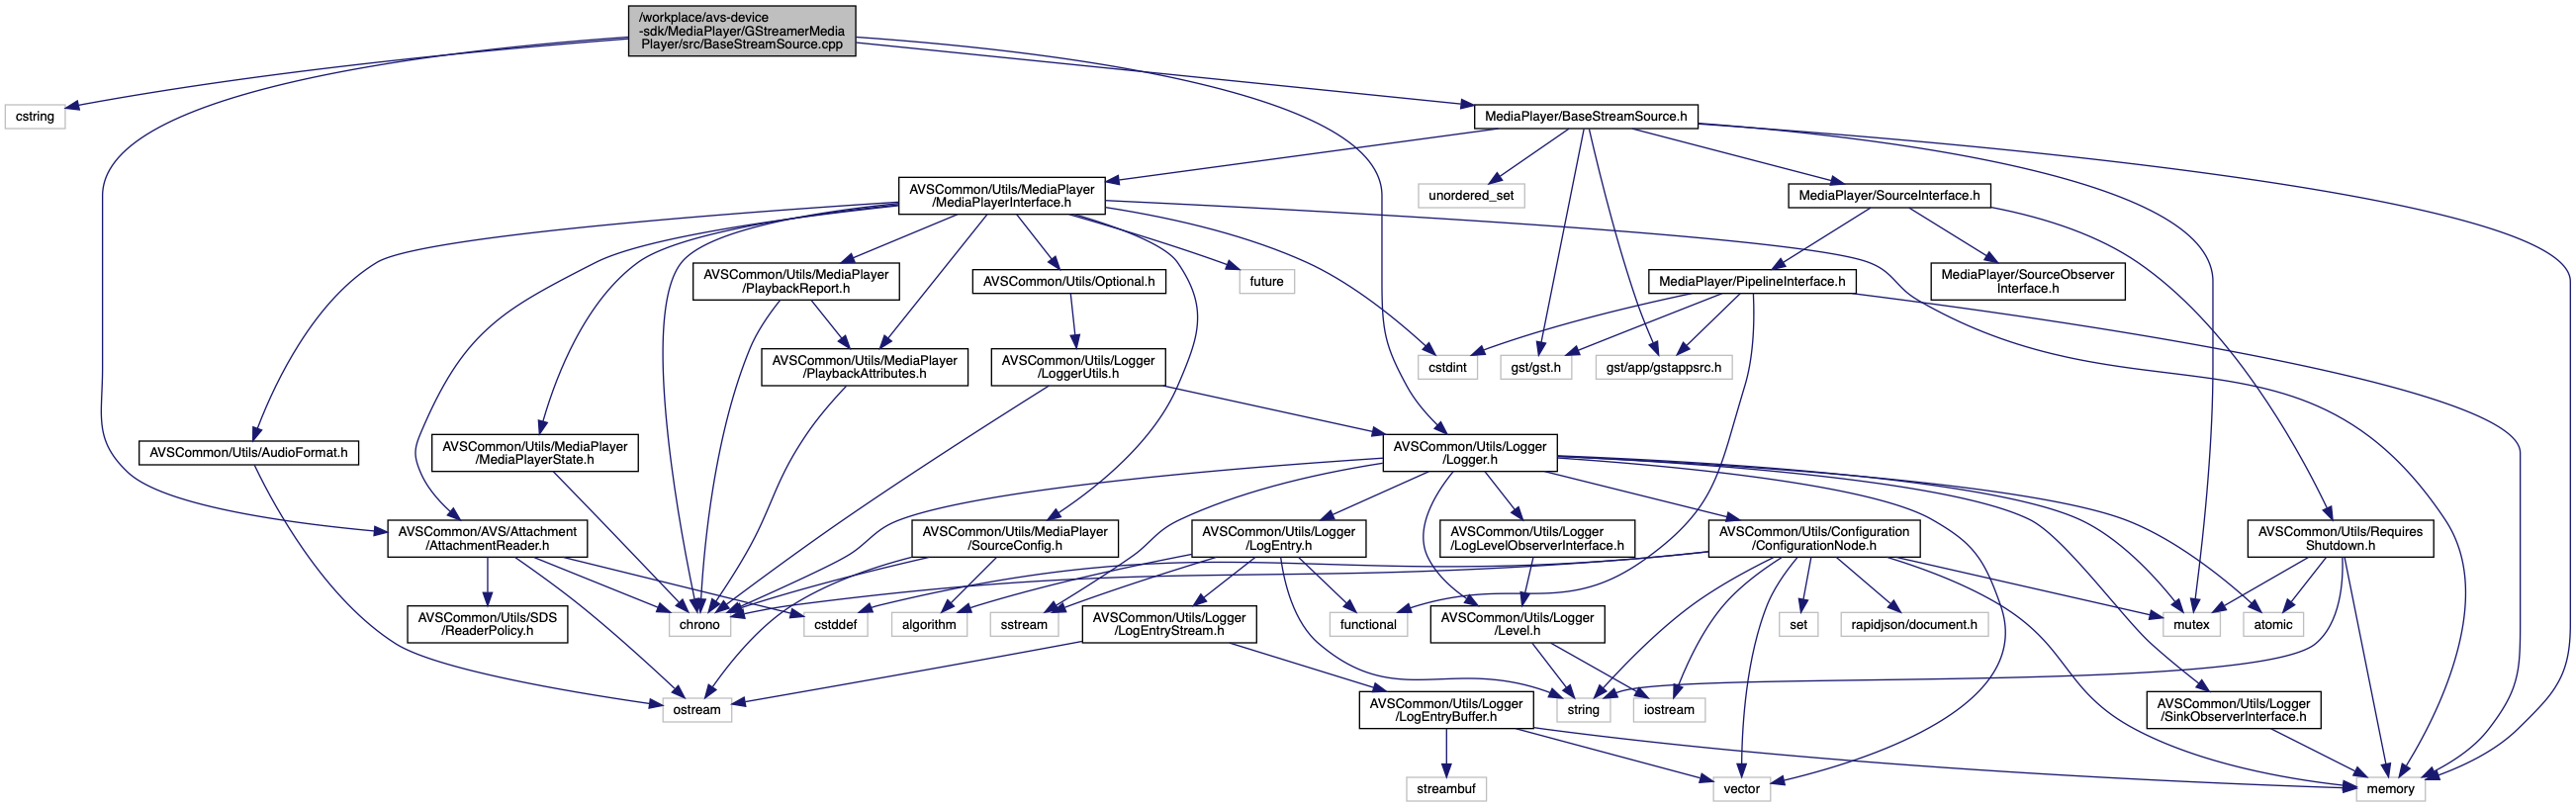 /workplace/avs-device
-sdk/MediaPlayer/GStreamerMedia
Player/src/BaseStreamSource.cpp
cstring
MediaPlayer/BaseStreamSource.h
AVSCommon/Utils/MediaPlayer
/MediaPlayerInterface.h
unordered_set
MediaPlayer/SourceInterface.h
AVSCommon/Utils/MediaPlayer
/PlaybackReport.h
AVSCommon/Utils/Optional.h
future
MediaPlayer/PipelineInterface.h
MediaPlayer/SourceObserver
Interface.h
AVSCommon/Utils/MediaPlayer
/PlaybackAttributes.h
AVSCommon/Utils/Logger
/LoggerUtils.h
cstdint
gst/gst.h
gst/app/gstappsrc.h
AVSCommon/Utils/AudioFormat.h
AVSCommon/Utils/MediaPlayer
/MediaPlayerState.h
AVSCommon/Utils/Logger
/Logger.h
AVSCommon/AVS/Attachment
/AttachmentReader.h
AVSCommon/Utils/MediaPlayer
/SourceConfig.h
AVSCommon/Utils/Logger
/LogEntry.h
AVSCommon/Utils/Logger
/LogLevelObserverInterface.h
AVSCommon/Utils/Configuration
/ConfigurationNode.h
AVSCommon/Utils/Requires
Shutdown.h
AVSCommon/Utils/SDS
/ReaderPolicy.h
chrono
cstddef
algorithm
sstream
AVSCommon/Utils/Logger
/LogEntryStream.h
functional
AVSCommon/Utils/Logger
/Level.h
set
rapidjson/document.h
mutex
atomic
ostream
AVSCommon/Utils/Logger
/LogEntryBuffer.h
string
iostream
AVSCommon/Utils/Logger
/SinkObserverInterface.h
streambuf
vector
memory